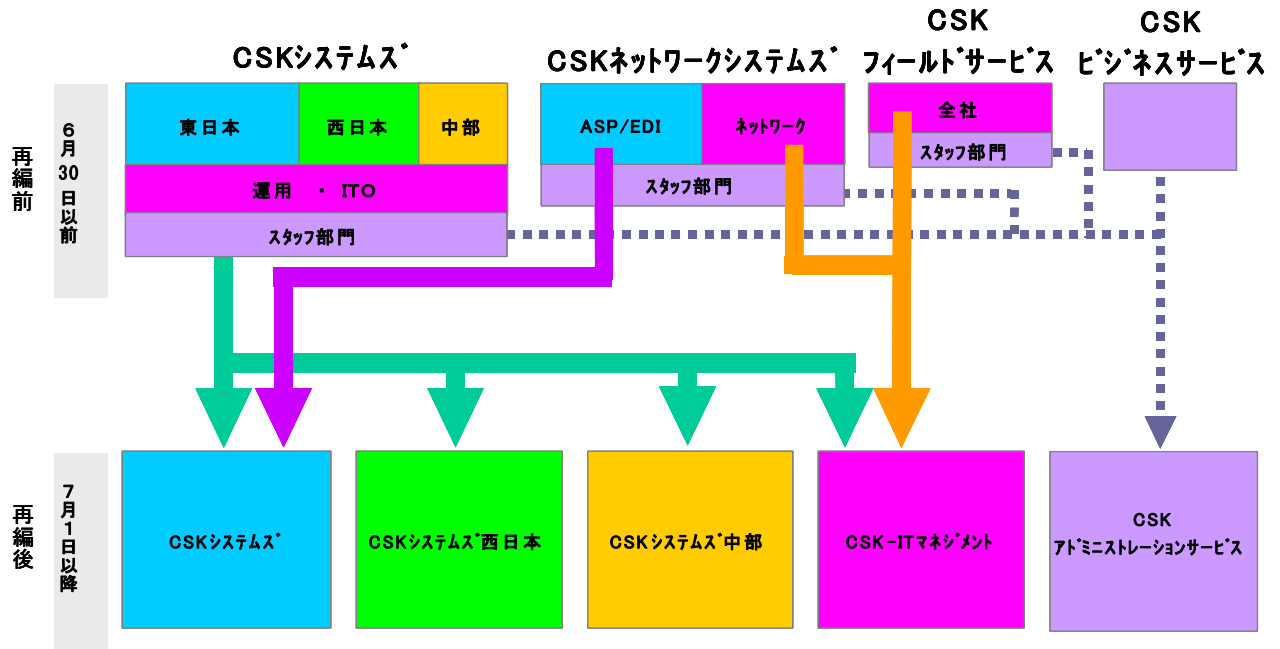 CSKシステムズ
CSKネットワークシステムズ
CSK
フィールドサービス
CSK
ビジネスサービス
再編前
6月30日以前
東日本
西日本
中部
運用 ・ ITO
スタッフ部門
ASP/EDI
ネットワーク
スタッフ部門
全社
スタッフ部門
再編後
7月1日以降
CSKシステムズ
CSKシステムズ西日本
CSKシステムズ中部
CSK-ITマネジメント
CSK
アドミニストレーションサービス